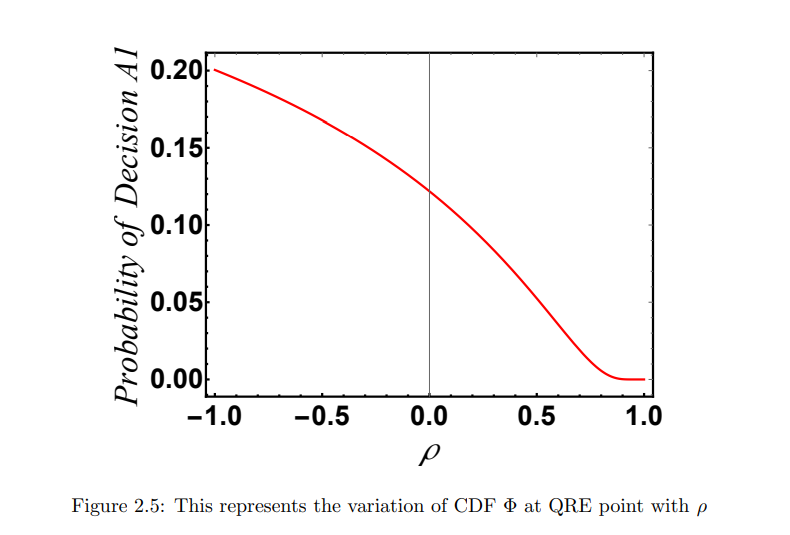 Probability of Decision A1
0.20
0.15
0.10
0.05
0.00
−1.0 −0.5 0.0 0.5 1.0
ρ
Figure 2.5: This represents the variation of CDF Φ at QRE point with ρ